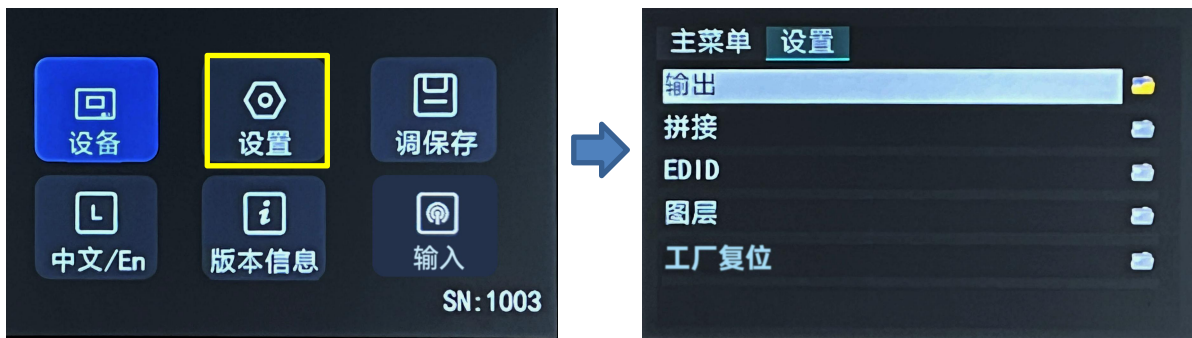 设备 设置 调保存
中文/En 版本信息 输入
SN:1003
主菜单 设置
输出
拼接
EDID
图层
工厂复位